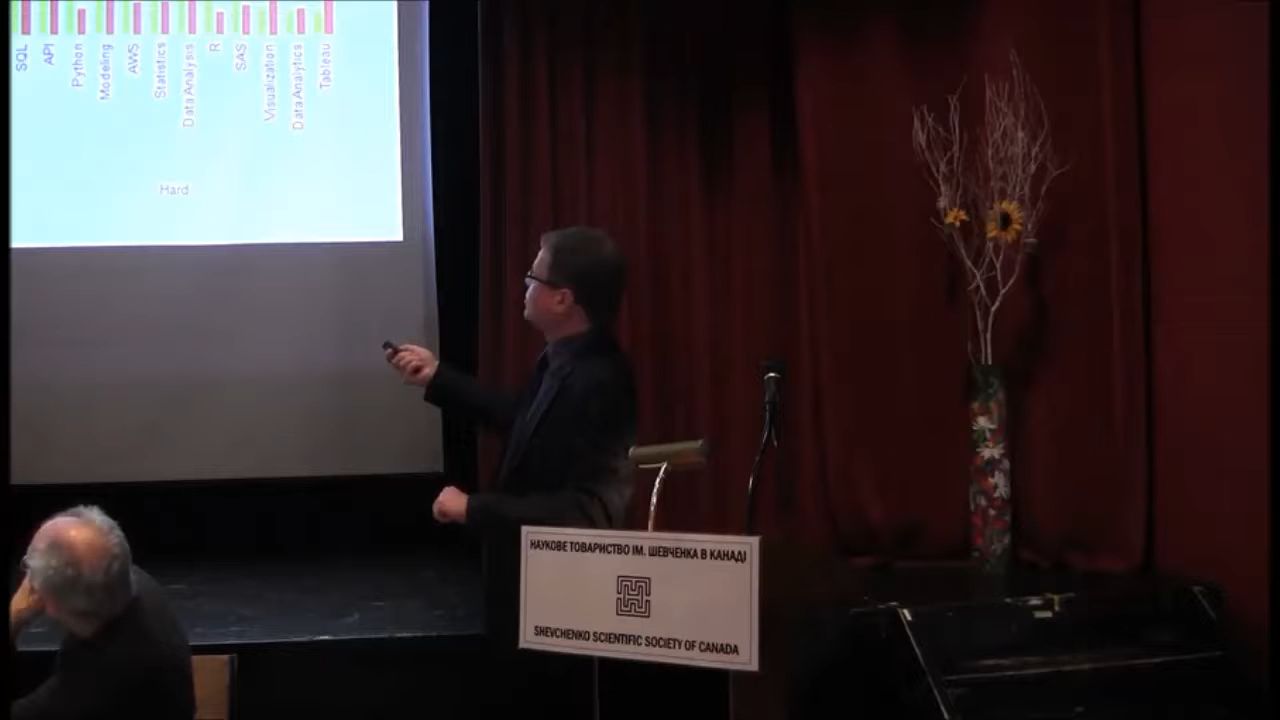 SQL
API
Python
Modeling
AWS
Statistics
Data Analysis
R
SAS
Visualization
Data Analytics
Tableau
Hard
НАУКОВЕ ТОВАРИСТВО ІМ. ШЕВЧЕНКА В КАНАДІ
SHEVCHENKO SCIENTIFIC SOCIETY OF CANADA